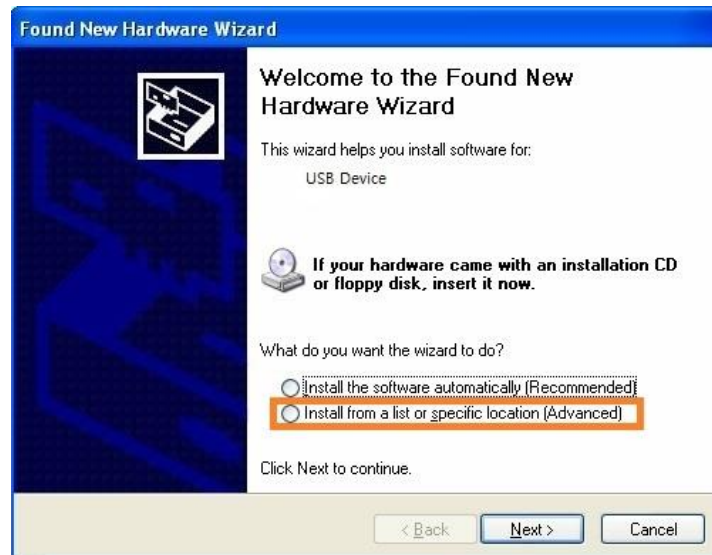 Found New Hardware Wizard
Welcome to the Found New
Hardware Wizard
This wizard helps you install software for:
USB Device
If your hardware came with an installation CD
or floppy disk, insert it now.
What do you want the wizard to do?
Install the software automatically (Recommended)
Install from a list or specific location (Advanced)
Click Next to continue.
< Back
Next >
Cancel